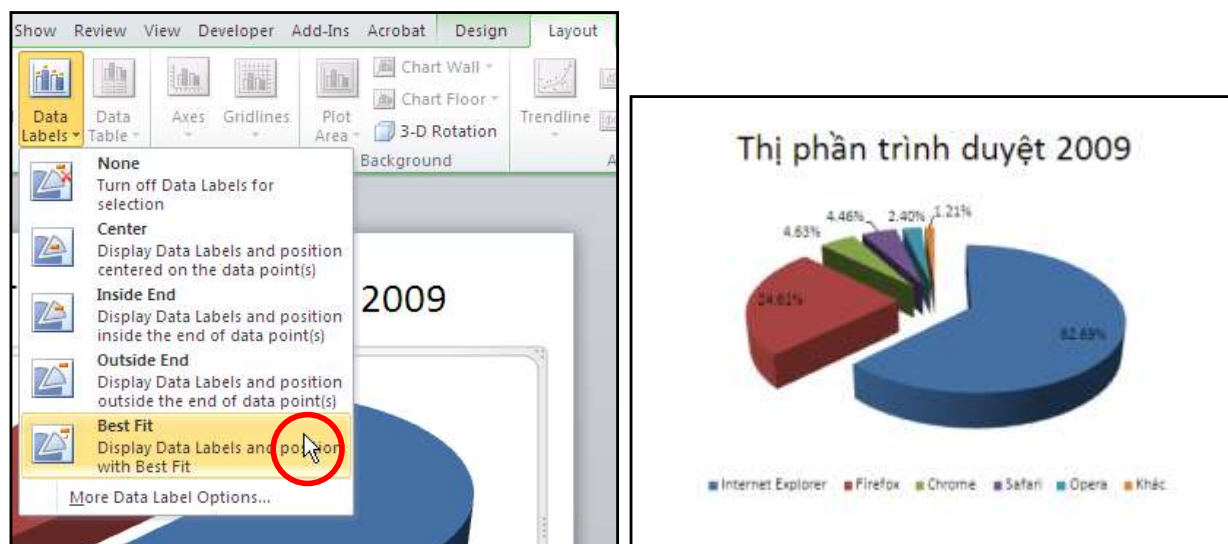 Show Review View Developer Add-Ins Acrobat Design Layout
Chart Wall
Chart Floor
3-D Rotation
Data Labels
Data Table
Axes
Gridlines
Plot Area
Trendline
Background
None
Turn off Data Labels for
selection
Center
Display Data Labels and position
centered on the data point(s)
Inside End
Display Data Labels and position
inside the end of data point(s)
Outside End
Display Data Labels and position
outside the end of data point(s)
Best Fit
Display Data Labels and position
with Best Fit
More Data Label Options...
2009
Thị phần trình duyệt 2009
4.63%
4.46%
2.40%
1.21%
24.61%
62.69%
Internet Explorer Firefox Chrome Safari Opera Khác